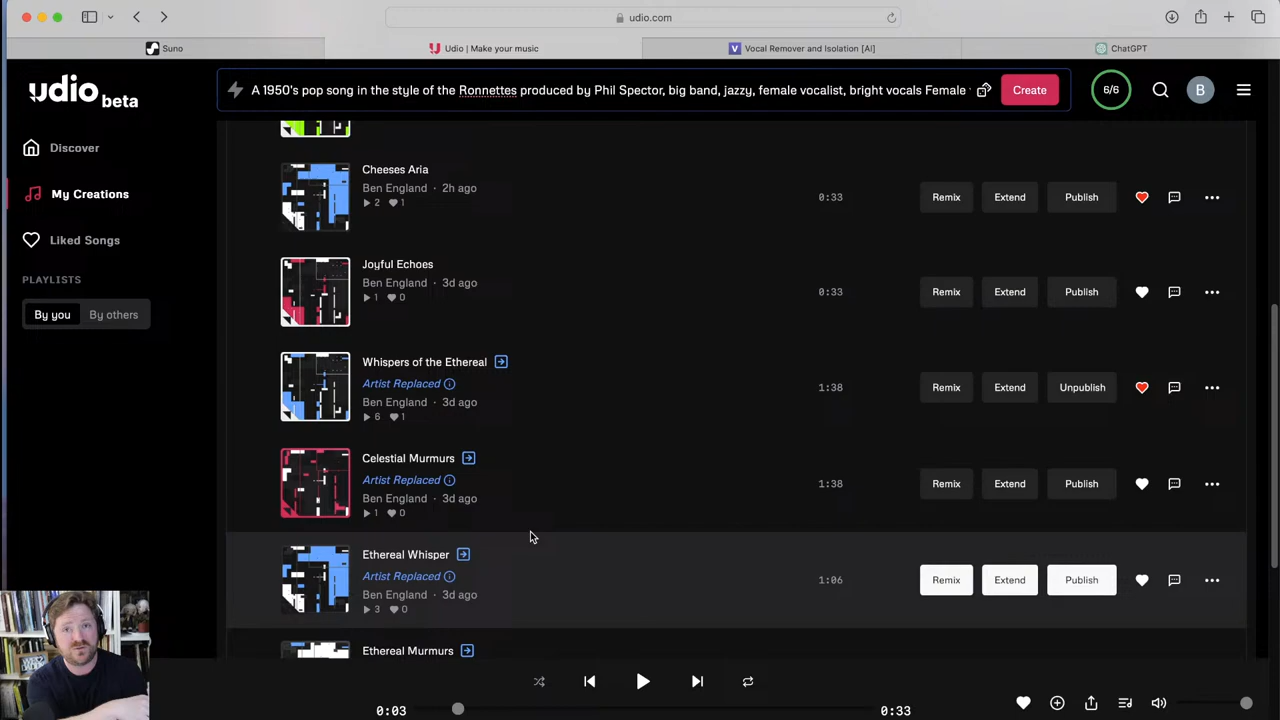 udio.com
Suno
Udio | Make your music
Vocal Remover and Isolation [AI]
ChatGPT
udio beta
A 1950's pop song in the style of the Ronnettes produced by Phil Spector, big band, jazzy, female vocalist, bright vocals Female
Create
6/6
B
Discover
My Creations
Liked Songs
PLAYLISTS
By you
By others
Cheeses Aria
Ben England · 2h ago
2 1
0:33
Remix
Extend
Publish
Joyful Echoes
Ben England · 3d ago
1 0
0:33
Remix
Extend
Publish
Whispers of the Ethereal
Artist Replaced
Ben England · 3d ago
6 1
1:38
Remix
Extend
Unpublish
Celestial Murmurs
Artist Replaced
Ben England · 3d ago
1 0
1:38
Remix
Extend
Publish
Ethereal Whisper
Artist Replaced
Ben England · 3d ago
3 0
1:06
Remix
Extend
Publish
Ethereal Murmurs
0:03
0:33